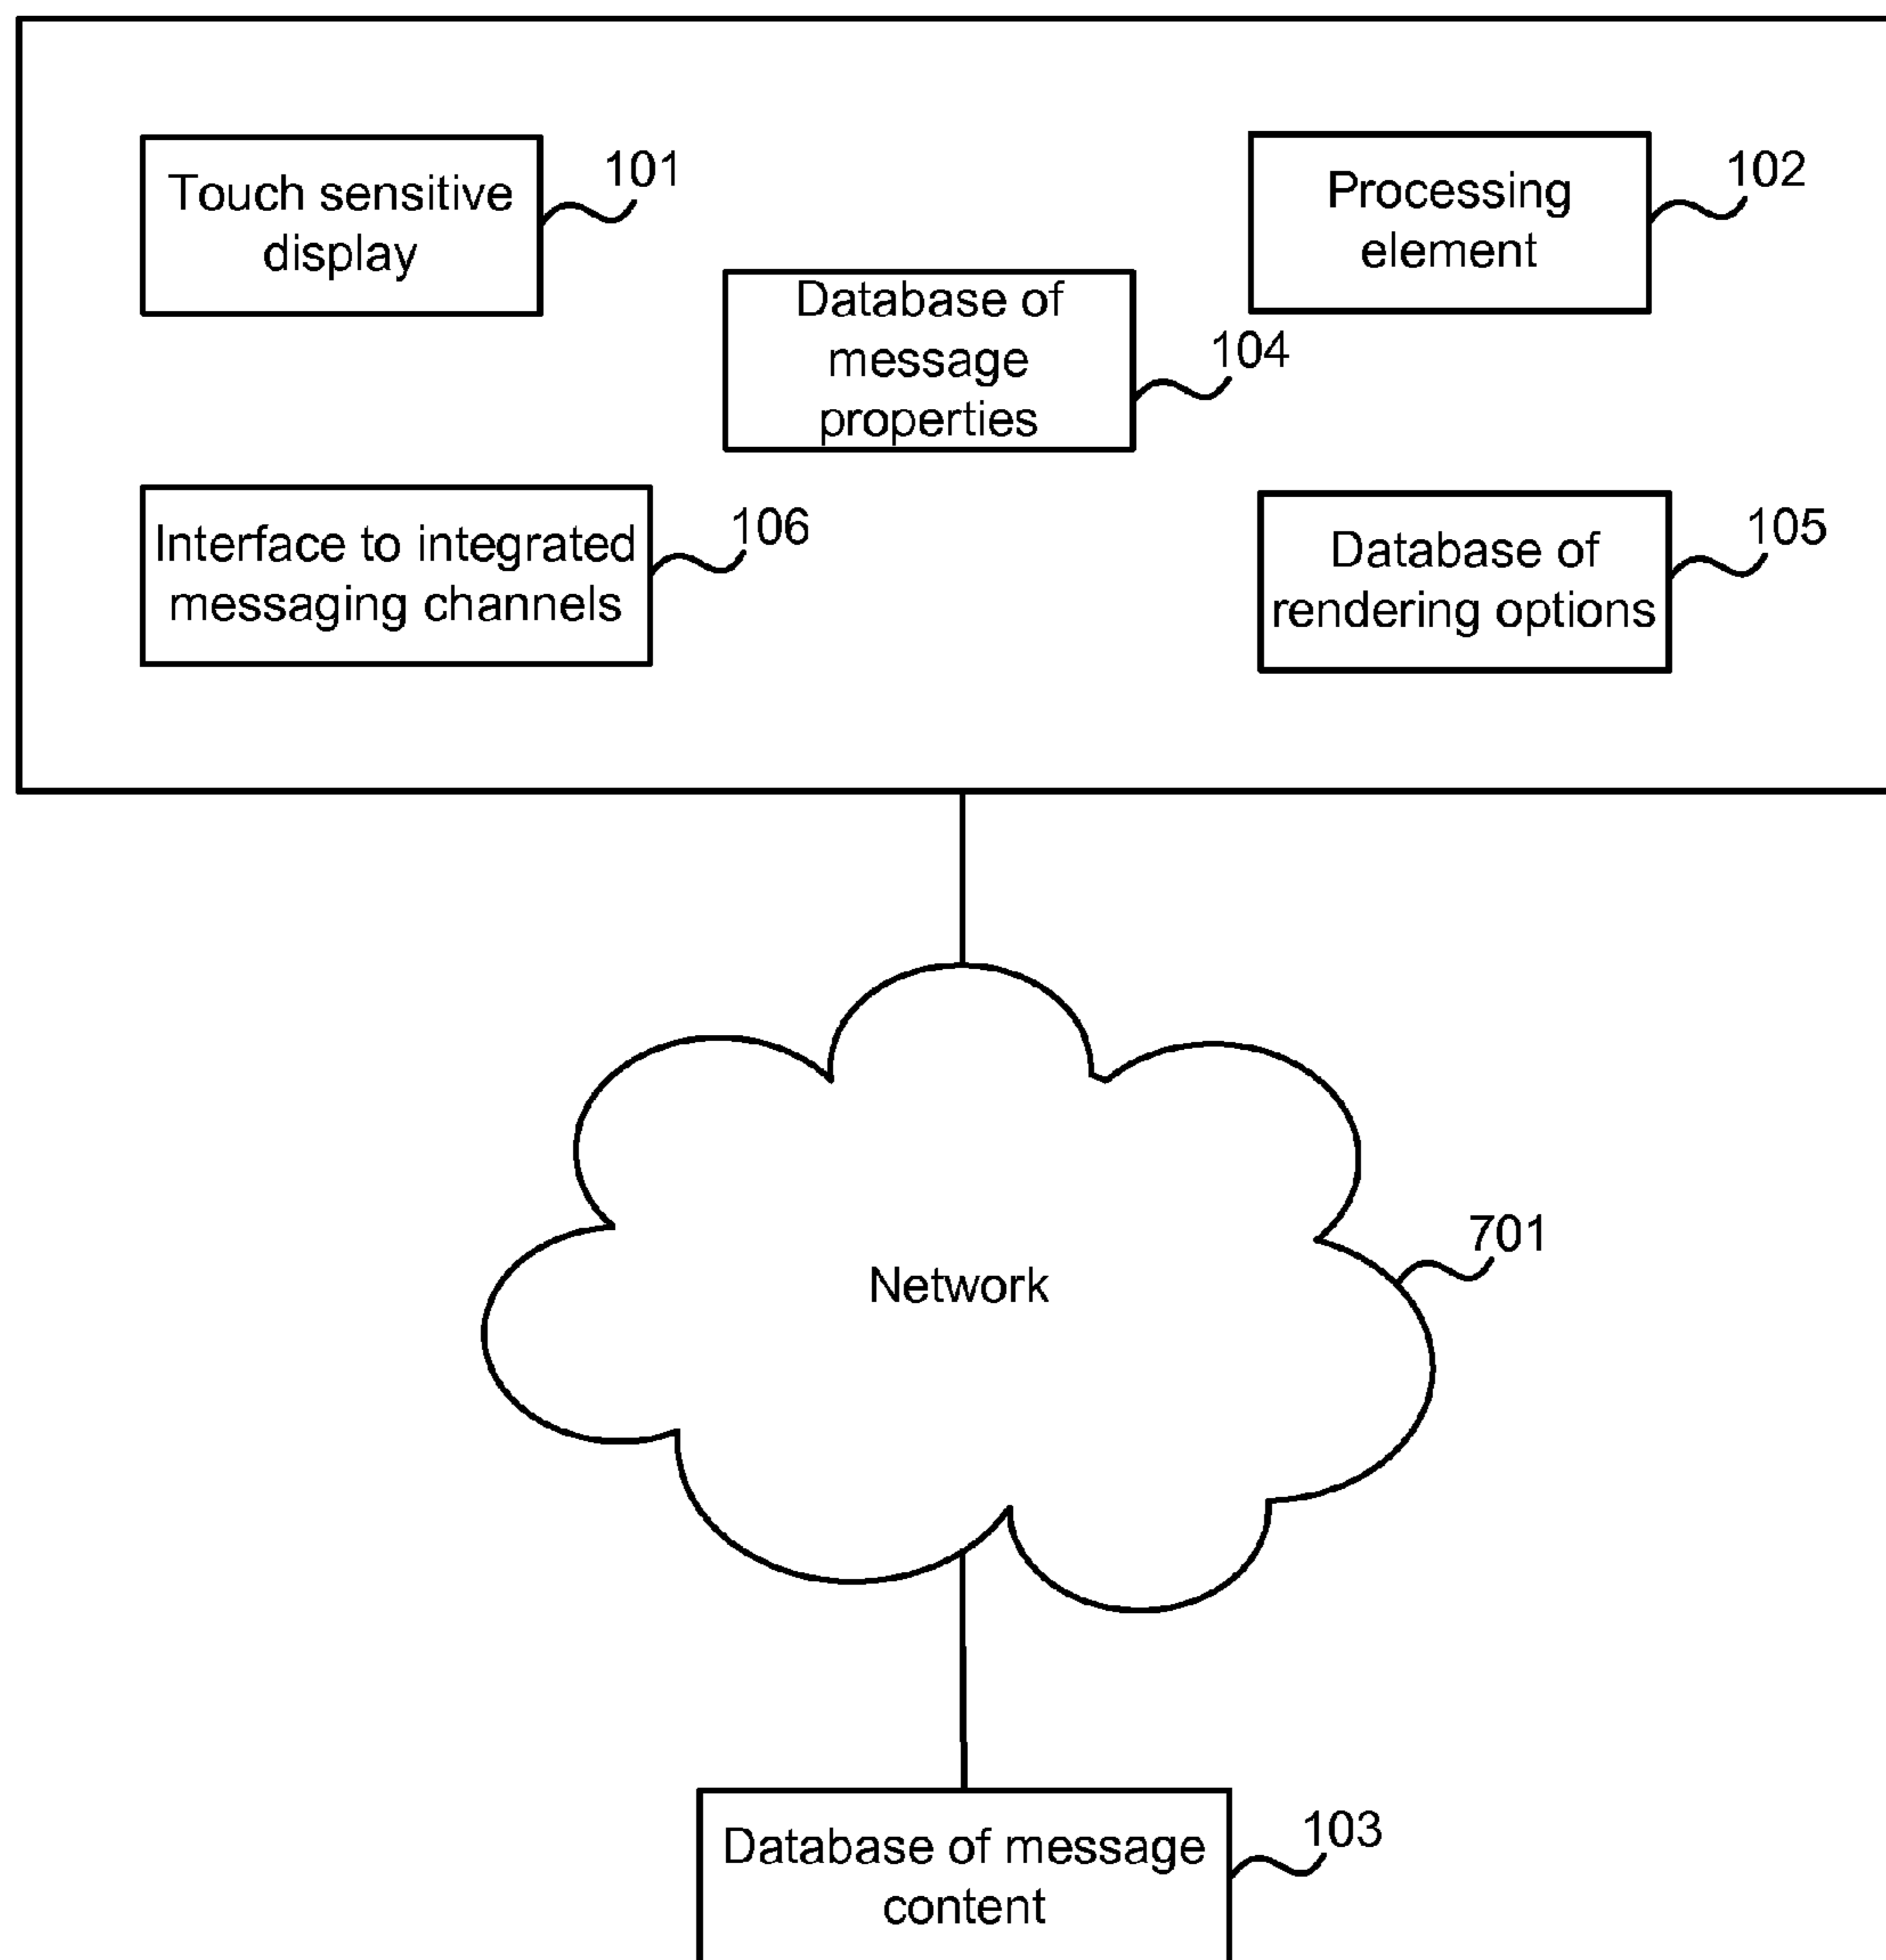 Touch sensitive
display
101
Processing
element
102
Database of
message
properties
104
Interface to integrated
messaging channels
106
Database of
rendering options
105
Network
701
Database of message
content
103